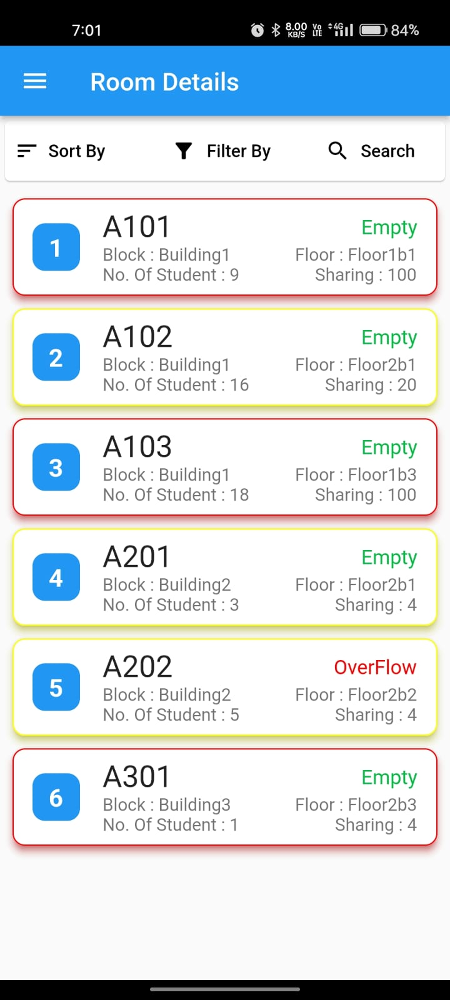 7:01 8.00 KB/S Vo LTE 4G 84%
Room Details
Sort By Filter By Search
1
A101 Empty
Block : Building1 Floor : Floor1b1
No. Of Student : 9 Sharing : 100
2
A102 Empty
Block : Building1 Floor : Floor2b1
No. Of Student : 16 Sharing : 20
3
A103 Empty
Block : Building1 Floor : Floor1b3
No. Of Student : 18 Sharing : 100
4
A201 Empty
Block : Building2 Floor : Floor2b1
No. Of Student : 3 Sharing : 4
5
A202 OverFlow
Block : Building2 Floor : Floor2b2
No. Of Student : 5 Sharing : 4
6
A301 Empty
Block : Building3 Floor : Floor2b3
No. Of Student : 1 Sharing : 4